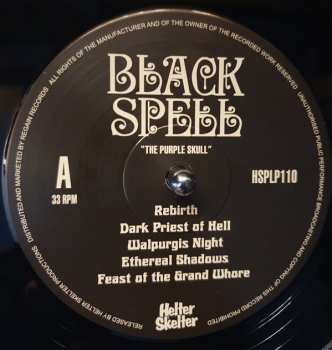 BLACK
SPELL
"THE PURPLE SKULL"
A
33 RPM
HSPLP110
Rebirth
Dark Priest of Hell
Walpurgis Night
Ethereal Shadows
Feast of the Grand Whore
Helter
Skelter
ALL RIGHTS OF THE MANUFACTURER AND OF THE OWNER OF THE RECORDED WORK RESERVED
UNAUTHORISED PUBLIC PERFORMANCE BROADCASTING AND COPYING OF THIS RECORD PROHIBITED
RELEASED BY HELTER SKELTER PRODUCTIONS
DISTRIBUTED AND MARKETED BY REGAIN RECORDS